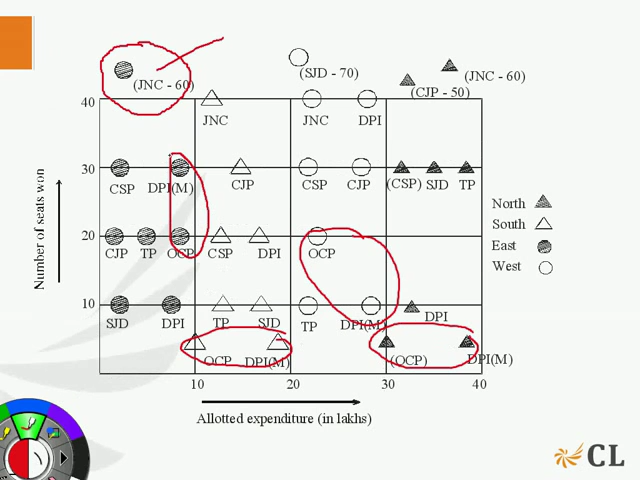 (SJD - 70)
(JNC - 60)
(JNC - 60)
(CJP - 50)
40
JNC
JNC
DPI
30
CSP
DPI(M)
CJP
CSP
CJP
(CSP)
SJD
TP
North
South
East
West
Number of seats won
20
CJP
TP
OCP
CSP
DPI
OCP
10
SJD
DPI
TP
SJD
TP
DPI(M)
DPI
OCP
DPI(M)
(OCP)
DPI(M)
10
20
30
40
Allotted expenditure (in lakhs)
CL